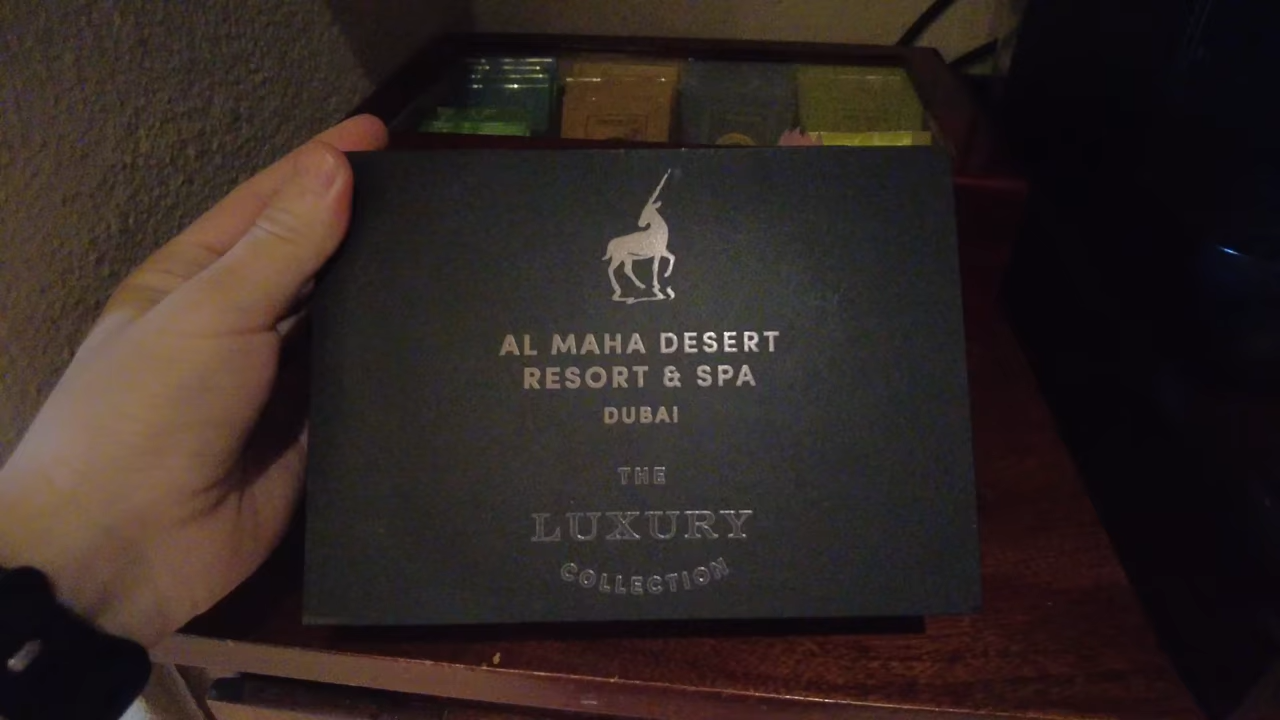 AL MAHA DESERT
RESORT & SPA
DUBAI
THE
LUXURY
COLLECTION